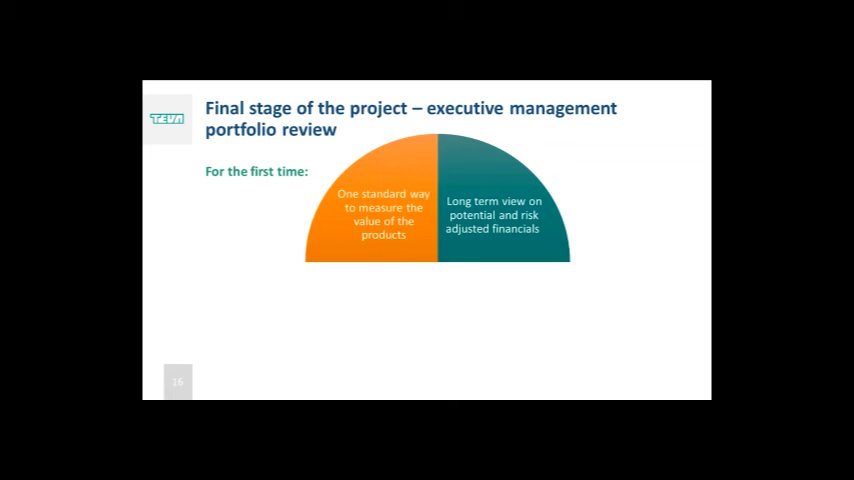 TEVA
Final stage of the project – executive management
portfolio review
For the first time:
One standard way
to measure the
value of the
products
Long term view on
potential and risk
adjusted financials
16